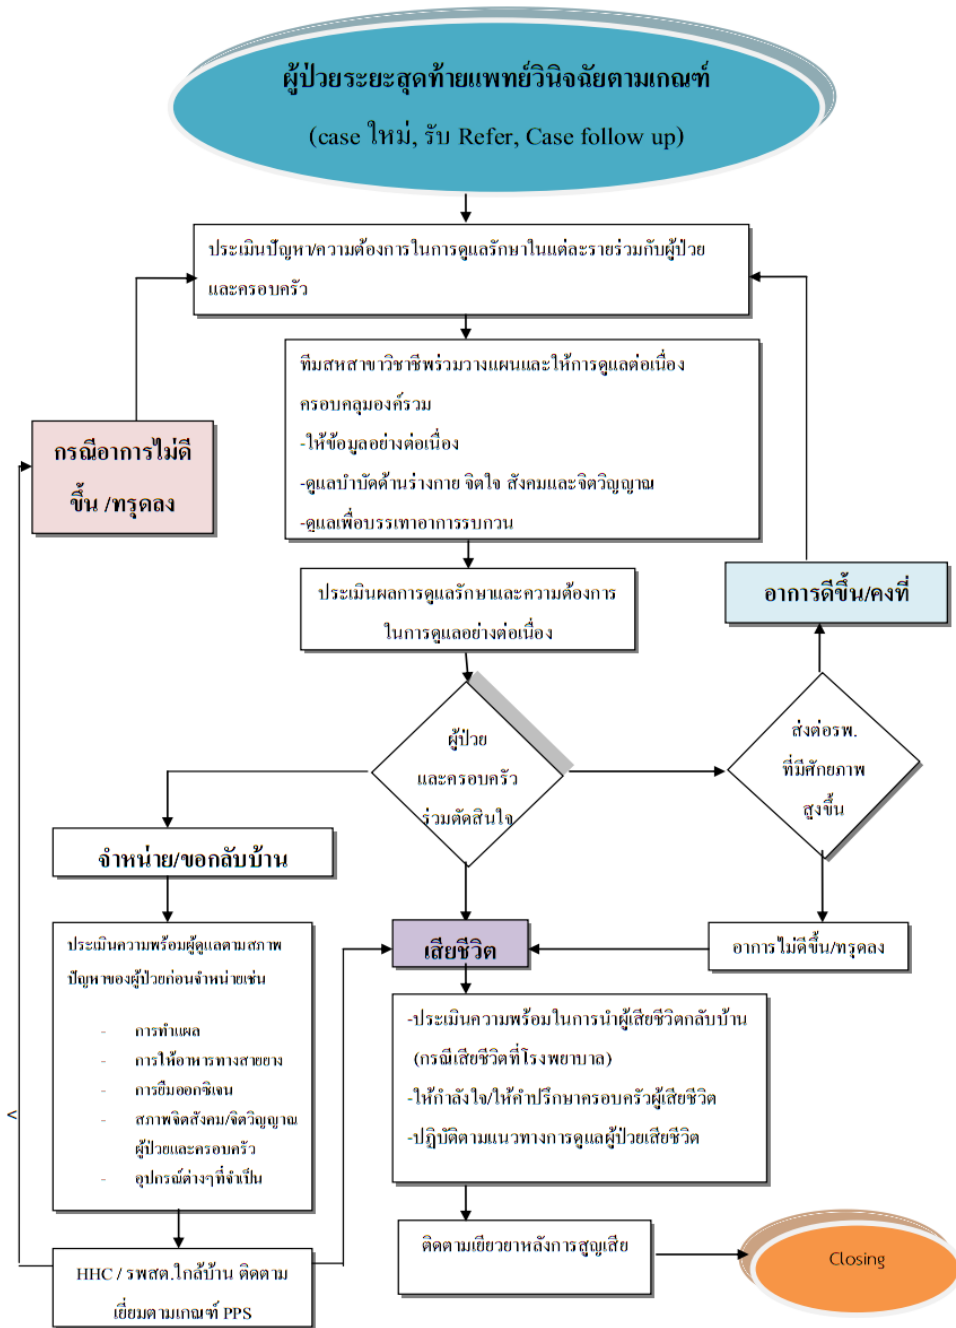 ผู้ป่วยระยะสุดท้ายแพทย์วินิจฉัยตามเกณฑ์
(case ใหม่, รับ Refer, Case follow up)
ประเมินปัญหา/ความต้องการในการดูแลรักษาในแต่ละรายร่วมกับผู้ป่วย
และครอบครัว
ทีมสหสาขาวิชาชีพร่วมวางแผนและให้การดูแลต่อเนื่อง
ครอบคลุมองค์รวม
-ให้ข้อมูลอย่างต่อเนื่อง
-ดูแลบำบัดด้านร่างกาย จิตใจ สังคมและจิตวิญญาณ
-ดูแลเพื่อบรรเทาอาการรบกวน
กรณีอาการไม่ดี
ขึ้น /ทรุดลง
ประเมินผลการดูแลรักษาและความต้องการ
ในการดูแลอย่างต่อเนื่อง
อาการดีขึ้น/คงที่
ผู้ป่วย
และครอบครัว
ร่วมตัดสินใจ
ส่งต่อรพ.
ที่มีศักยภาพ
สูงขึ้น
จำหน่าย/ขอกลับบ้าน
เสียชีวิต
อาการไม่ดีขึ้น/ทรุดลง
ประเมินความพร้อมผู้ดูแลตามสภาพ
ปัญหาของผู้ป่วยก่อนจำหน่ายเช่น
- การทำแผล
- การให้อาหารทางสายยาง
- การยืมออกซิเจน
- สภาพจิตสังคม/จิตวิญญาณ
ผู้ป่วยและครอบครัว
- อุปกรณ์ต่างๆที่จำเป็น
-ประเมินความพร้อมในการนำผู้เสียชีวิตกลับบ้าน
(กรณีเสียชีวิตที่โรงพยาบาล)
-ให้กำลังใจ/ให้คำปรึกษาครอบครัวผู้เสียชีวิต
-ปฏิบัติตามแนวทางการดูแลผู้ป่วยเสียชีวิต
HHC / รพสต.ใกล้บ้าน ติดตาม
เยี่ยมตามเกณฑ์ PPS
ติดตามเยียวยาหลังการสูญเสีย
Closing